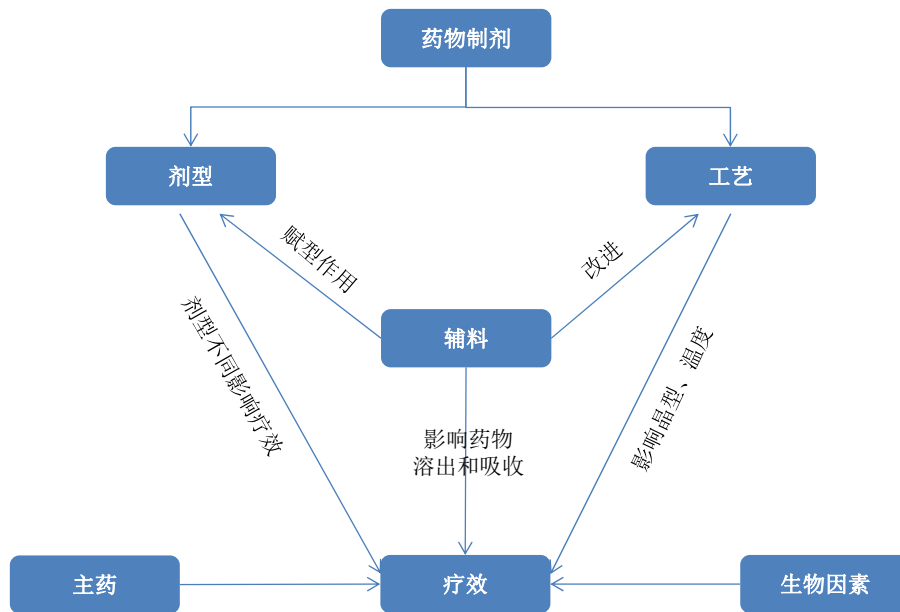 药物制剂
剂型
工艺
赋型作用
改进
辅料
剂型不同影响疗效
影响晶型、温度
影响药物
溶出和吸收
主药
疗效
生物因素